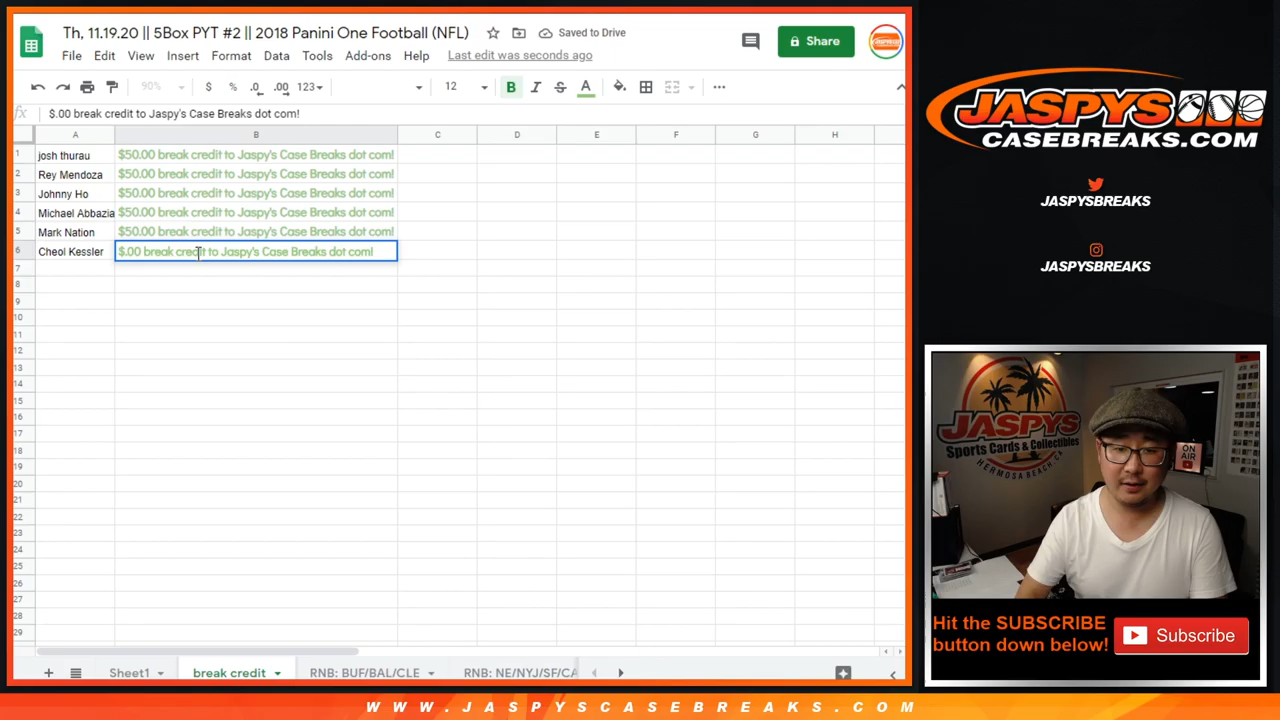 Th, 11.19.20 || 5Box PYT #2 || 2018 Panini One Football (NFL)
Saved to Drive
Share
File Edit View Insert Format Data Tools Add-ons Help Last edit was seconds ago
90% $ % .0 .00 123 12 B I S A
fx $.00 break credit to Jaspy's Case Breaks dot com!
A B C D E F G H
1 josh thurau $50.00 break credit to Jaspy's Case Breaks dot com!
2 Rey Mendoza $50.00 break credit to Jaspy's Case Breaks dot com!
3 Johnny Ho $50.00 break credit to Jaspy's Case Breaks dot com!
4 Michael Abbazia $50.00 break credit to Jaspy's Case Breaks dot com!
5 Mark Nation $50.00 break credit to Jaspy's Case Breaks dot com!
6 Cheol Kessler $.00 break credit to Jaspy's Case Breaks dot com!
7
8
9
10
11
12
13
14
15
16
17
18
19
20
21
22
23
24
25
26
27
28
29
Sheet1 break credit RNB: BUF/BAL/CLE RNB: NE/NYJ/SF/CA
JASPYS
CASEBREAKS.COM
JASPYSBREAKS
JASPYSBREAKS
JASPYS
Sports Cards & Collectibles
HERMOSA BEACH, CA
ON AIR
Hit the SUBSCRIBE
button down below!
Subscribe
WWW.JASPYSCASEBREAKS.COM